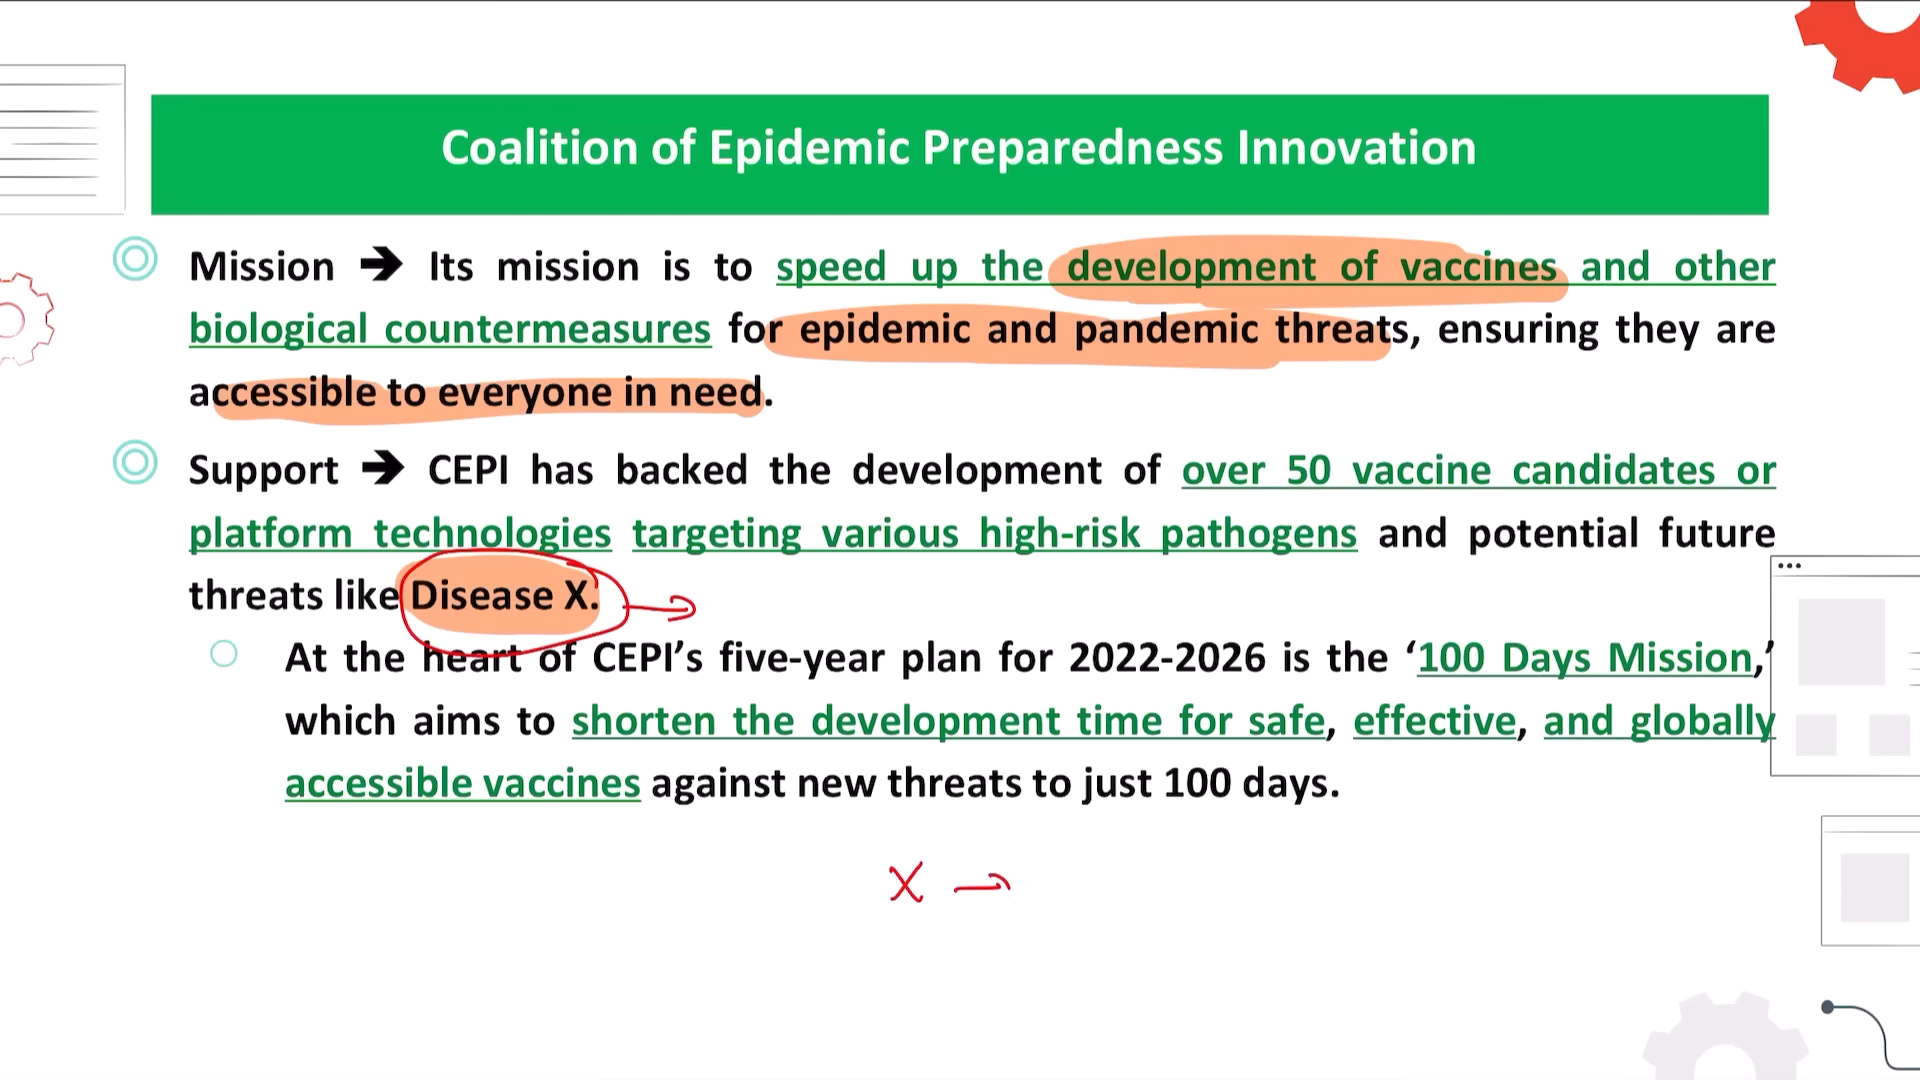 Coalition of Epidemic Preparedness Innovation
Mission ➔ Its mission is to speed up the development of vaccines and other
biological countermeasures for epidemic and pandemic threats, ensuring they are
accessible to everyone in need.
Support ➔ CEPI has backed the development of over 50 vaccine candidates or
platform technologies targeting various high-risk pathogens and potential future
threats like Disease X.
At the heart of CEPI’s five-year plan for 2022-2026 is the ‘100 Days Mission,’
which aims to shorten the development time for safe, effective, and globally
accessible vaccines against new threats to just 100 days.
X →